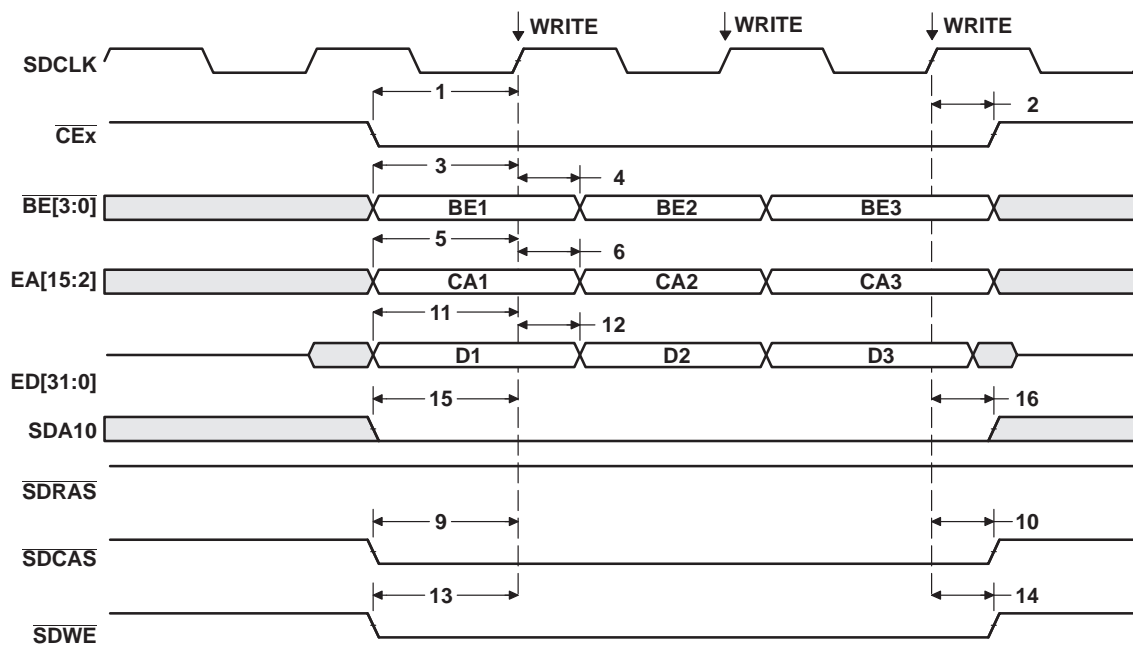 WRITE WRITE WRITE
SDCLK
1 2
CEx
3 4
BE[3:0] BE1 BE2 BE3
5 6
EA[15:2] CA1 CA2 CA3
11 12
D1 D2 D3
ED[31:0]
15 16
SDA10
SDRAS
9 10
SDCAS
13 14
SDWE